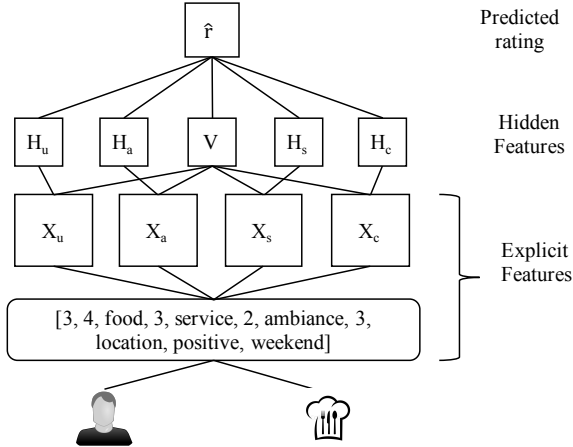 r̂
Predicted
rating
H_u H_a V H_s H_c
Hidden
Features
X_u X_a X_s X_c
Explicit
Features
[3, 4, food, 3, service, 2, ambiance, 3,
location, positive, weekend]